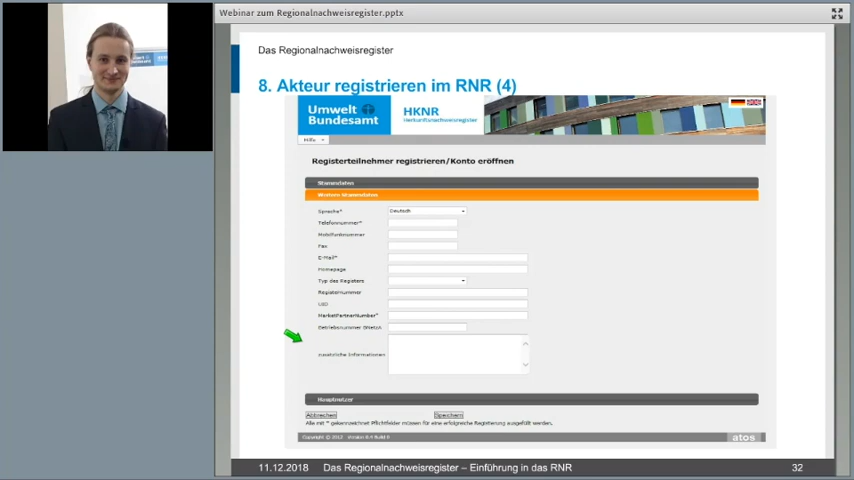 Webinar zum Regionalnachweisregister.pptx
Das Regionalnachweisregister
8. Akteur registrieren im RNR (4)
Umwelt
Bundesamt
HKNR
Herkunftsnachweisregister
Hilfe
Registerteilnehmer registrieren/Konto eröffnen
Stammdaten
Weitere Stammdaten
Sprache*
Deutsch
Telefonnummer*
Mobilfunknummer
Fax
E-Mail*
Homepage
Typ des Registers
Registernummer
UID
MarketPartnerNumber*
Betriebsnummer BNetzA
zusätzliche Informationen
Hauptnutzer
Abbrechen
Speichern
Alle mit * gekennzeichnet Pflichtfelder müssen für eine erfolgreiche Registrierung ausgefüllt werden.
Copyright © 2012
atos
11.12.2018 Das Regionalnachweisregister – Einführung in das RNR 32